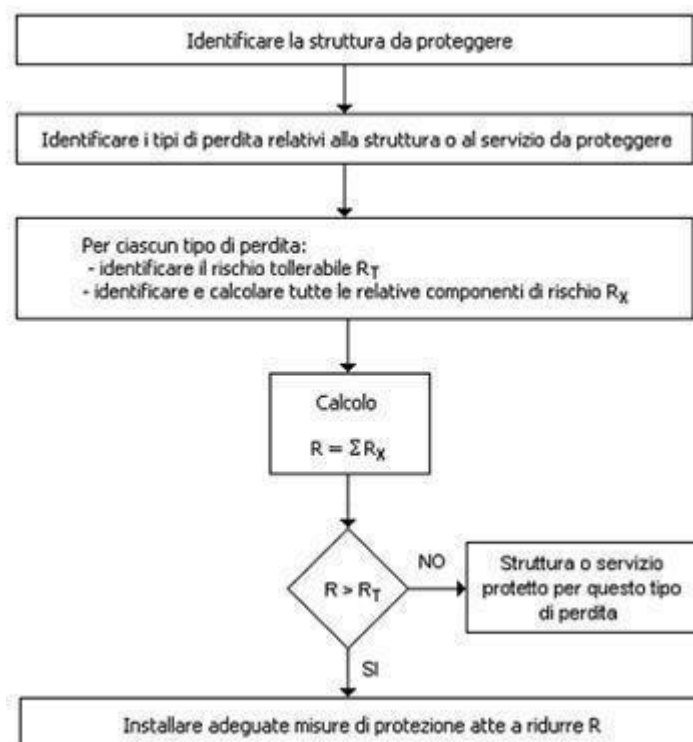 Identificare la struttura da proteggere
Identificare i tipi di perdita relativi alla struttura o al servizio da proteggere
Per ciascun tipo di perdita:
- identificare il rischio tollerabile RT
- identificare e calcolare tutte le relative componenti di rischio RX
Calcolo
R = ΣRX
R > RT
NO
Struttura o servizio
protetto per questo tipo
di perdita
SI
Installare adeguate misure di protezione atte a ridurre R